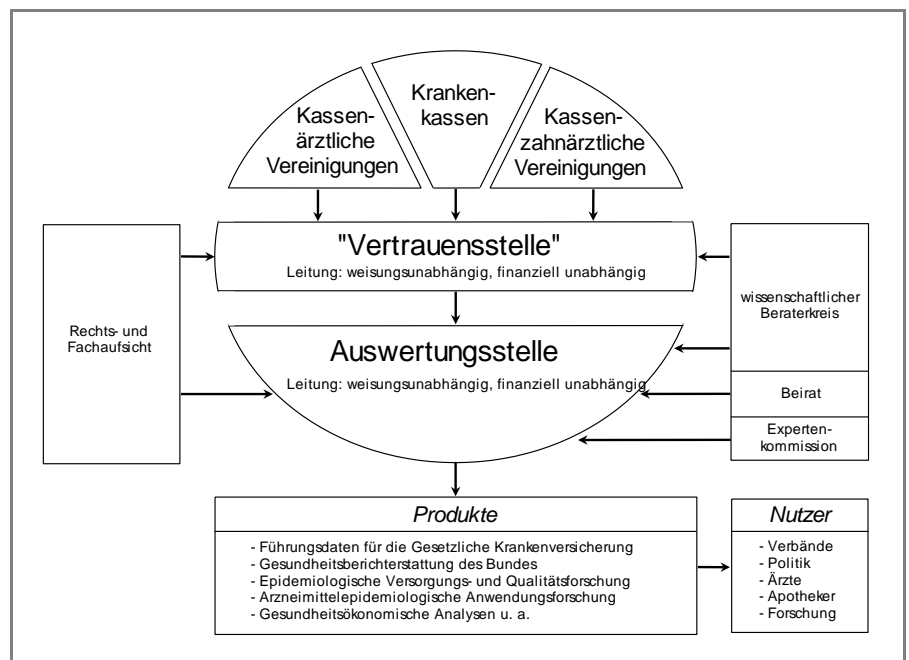 Kassen-
ärztliche
Vereinigungen
Kranken-
kassen
Kassen-
zahnärztliche
Vereinigungen
"Vertrauensstelle"
Leitung: weisungsunabhängig, finanziell unabhängig
Rechts- und
Fachaufsicht
wissenschaftlicher
Beraterkreis
Auswertungsstelle
Leitung: weisungsunabhängig, finanziell unabhängig
Beirat
Experten-
kommission
Produkte
- Führungsdaten für die Gesetzliche Krankenversicherung
- Gesundheitsberichterstattung des Bundes
- Epidemiologische Versorgungs- und Qualitätsforschung
- Arzneimittelepidemiologische Anwendungsforschung
- Gesundheitsökonomische Analysen u. a.
Nutzer
- Verbände
- Politik
- Ärzte
- Apotheker
- Forschung